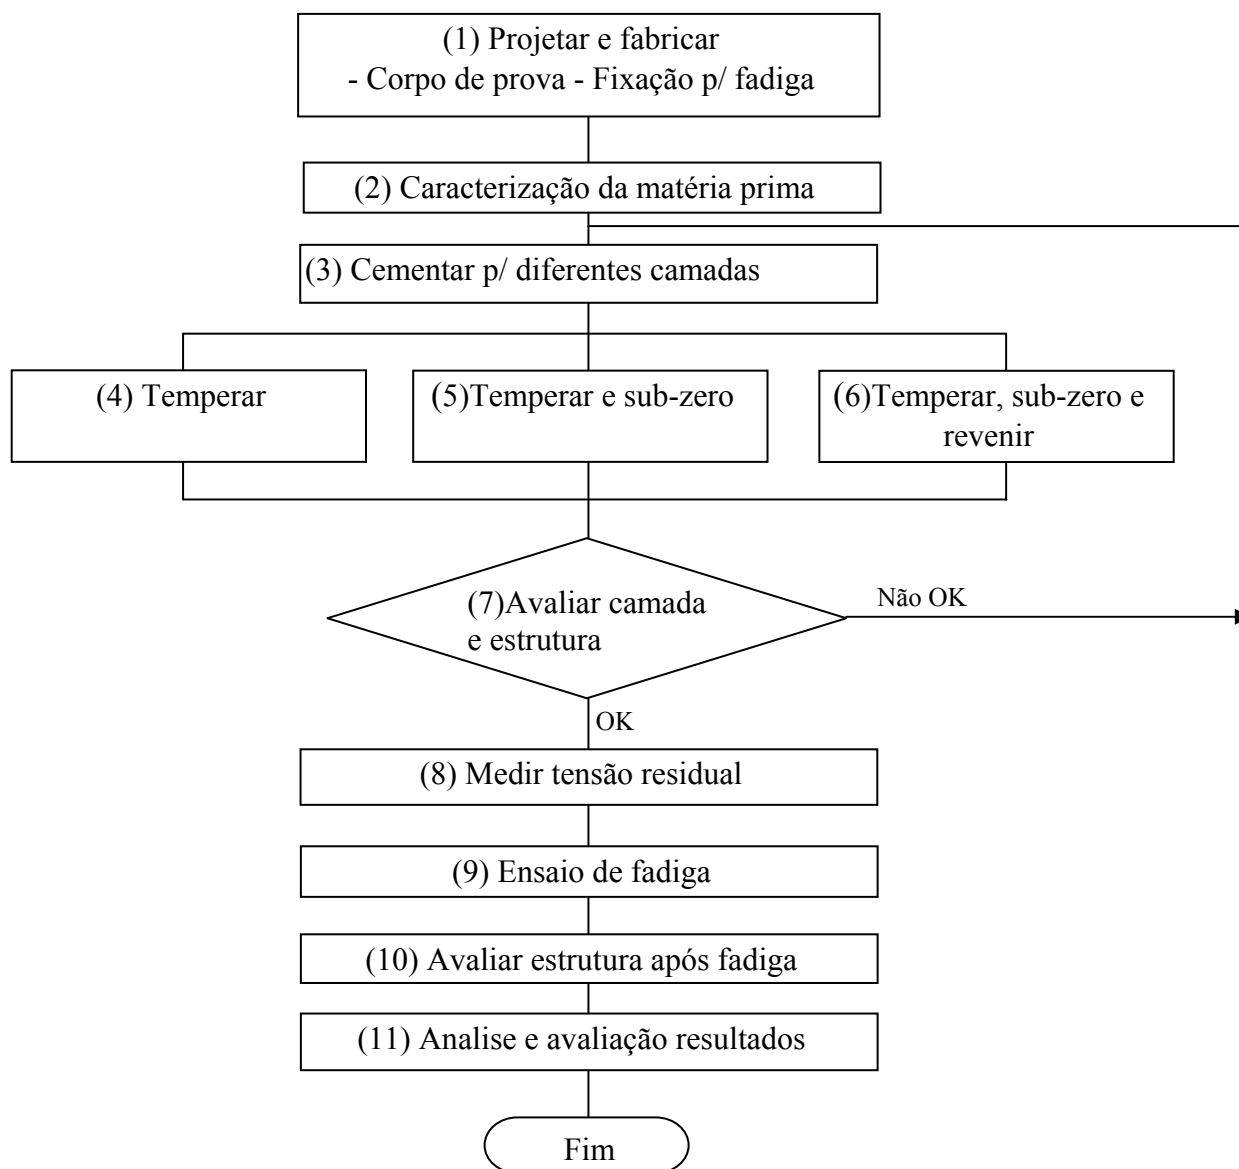 (1) Projetar e fabricar
- Corpo de prova - Fixação p/ fadiga
(2) Caracterização da matéria prima
(3) Cementar p/ diferentes camadas
(4) Temperar
(5)Temperar e sub-zero
(6)Temperar, sub-zero e
revenir
(7)Avaliar camada
e estrutura
Não OK
OK
(8) Medir tensão residual
(9) Ensaio de fadiga
(10) Avaliar estrutura após fadiga
(11) Analise e avaliação resultados
Fim